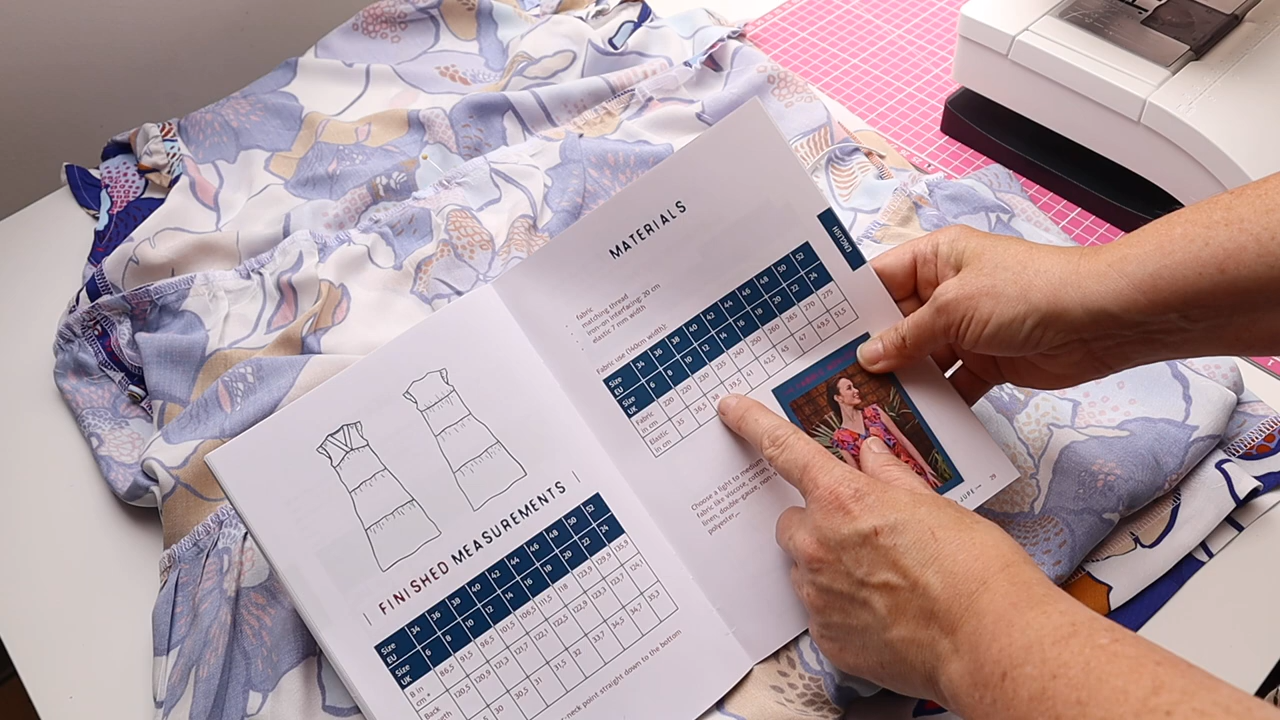 FINISHED MEASUREMENTS
Size EU 34 36 38 40 42 44 46 48 50 52
Size UK 6 8 10 12 14 16 18 20 22 24
B in cm * 86,5 91,5 96,5 101,5 106,5 111,5 118 123,9 129,9 135,9
Back 120,5 120,9 121,3 121,7 122,1 122,5 122,9 123,3 123,7 124,1
30 30,5 31 31,5 32 33,7 34,5 34,7 35,7
neck point straight down to the bottom
MATERIALS
ENGLISH
fabric
matching thread
iron-on interfacing: 20 cm
elastic 7 mm width
Fabric use (140cm width):
Size EU 34 36 38 40 42 44 46 48 50 52
Size UK 6 8 10 12 14 16 18 20 22 24
Fabric in cm 220 220 230 235 240 250 260 265 270 275
Elastic in cm 35 36,5 38 39,5 41 42,5 45 47 49,5 51,5
Choose a light to medium
fabric like viscose, cotton,
linen, double-gauze, non-
polyester,...
29